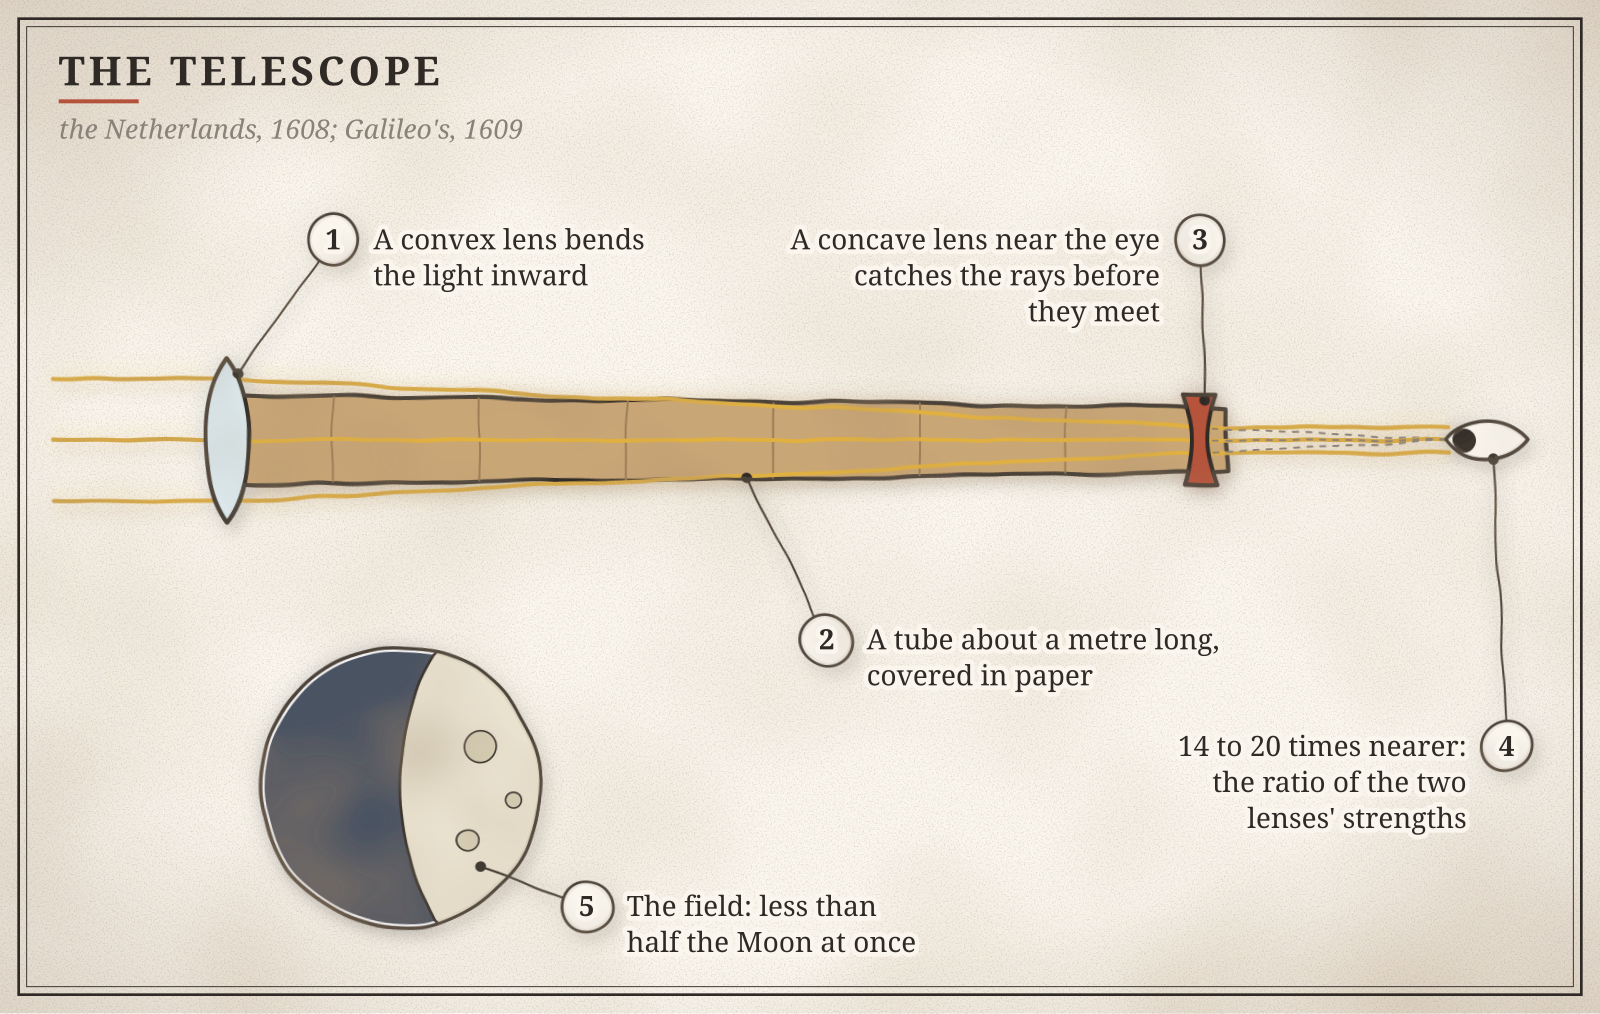 THE TELESCOPE
the Netherlands, 1608; Galileo's, 1609
1
A convex lens bends
the light inward
A concave lens near the eye
catches the rays before
they meet
3
2
A tube about a metre long,
covered in paper
14 to 20 times nearer:
the ratio of the two
lenses' strengths
4
5
The field: less than
half the Moon at once